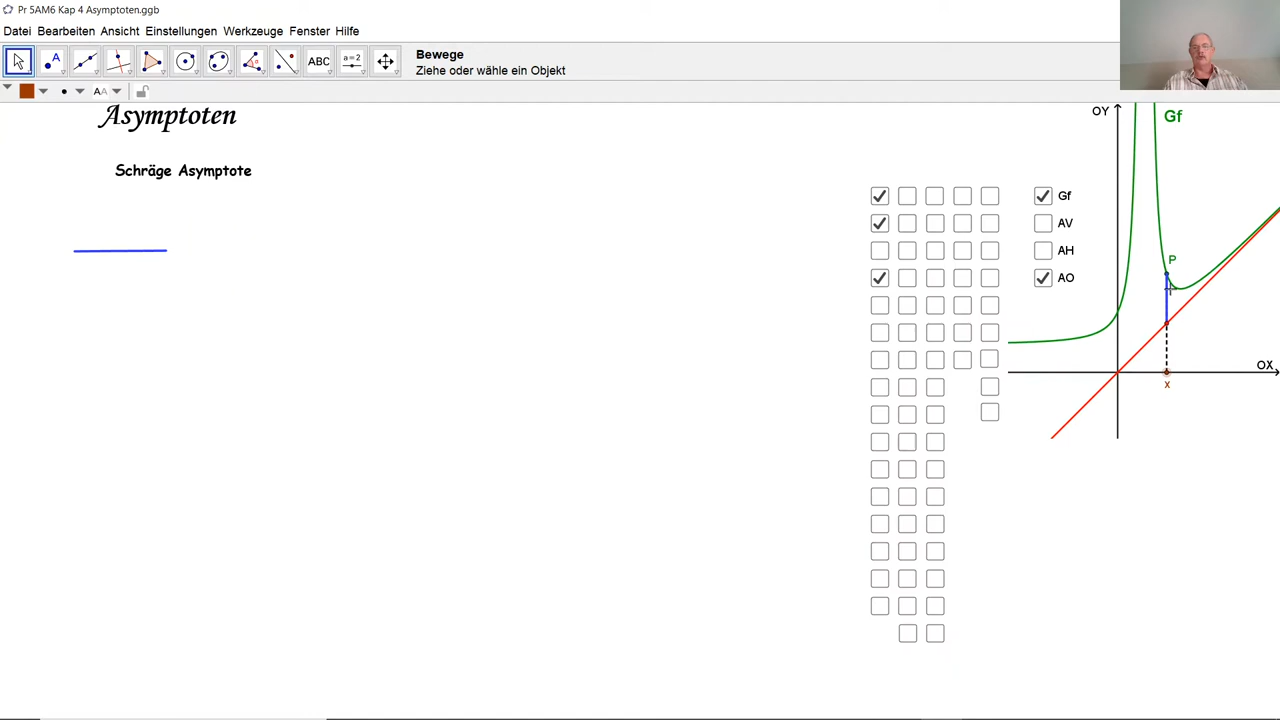 Pr 5AM6 Kap 4 Asymptoten.ggb
Datei Bearbeiten Ansicht Einstellungen Werkzeuge Fenster Hilfe
A
ABC
a=2
Bewege
Ziehe oder wähle ein Objekt
AA
Asymptoten
Schräge Asymptote
OY
Gf
Gf
AV
AH
AO
P
OX
x